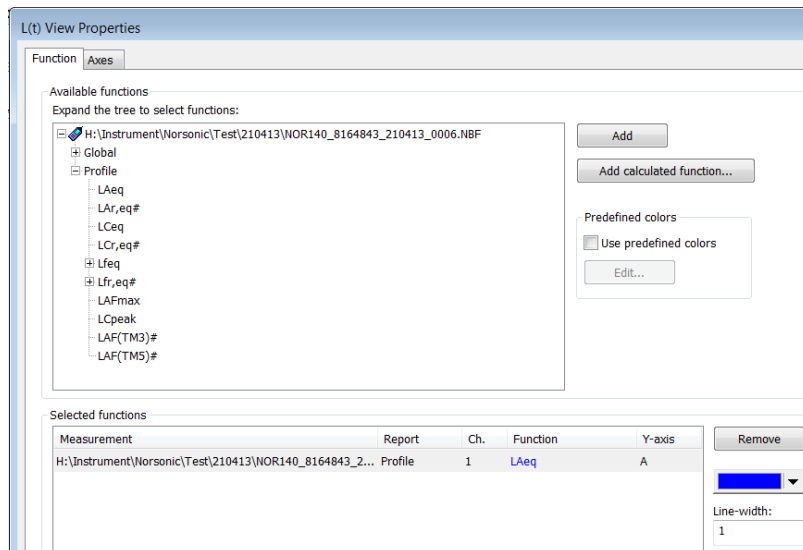 L(t) View Properties
Function Axes
Available functions
Expand the tree to select functions:
H:\Instrument\Norsonic\Test\210413\NOR140_8164843_210413_0006.NBF
Global
Profile
LAeq
LAr,eq#
LCeq
LCr,eq#
Lfeq
Lfr,eq#
LAFmax
LCpeak
LAF(TM3)#
LAF(TM5)#
Add
Add calculated function...
Predefined colors
Use predefined colors
Edit...
Selected functions
Measurement Report Ch. Function Y-axis
H:\Instrument\Norsonic\Test\210413\NOR140_8164843_2... Profile 1 LAeq A
Remove
Line-width:
1